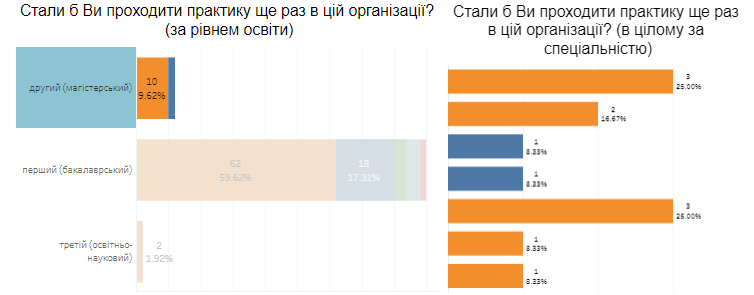 Стали б Ви проходити практику ще раз в цій організації?
(за рівнем освіти)
другий (магістерський)
10
9.62%
перший (бакалаврський)
62
59.62%
18
17.31%
третій (освітньо-
науковий)
2
1.92%
Стали б Ви проходити практику ще раз
в цій організації? (в цілому за
спеціальністю)
3
25.00%
2
16.67%
1
8.33%
1
8.33%
3
25.00%
1
8.33%
1
8.33%